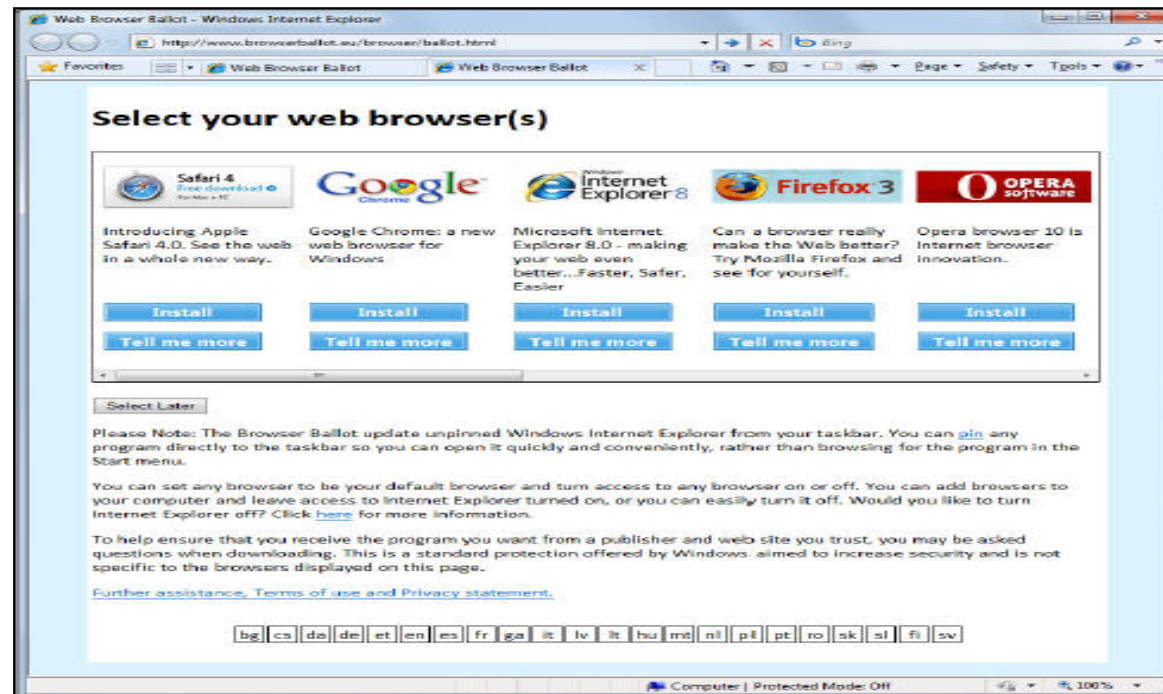 Web Browser Ballot - Windows Internet Explorer
http://www.browserballot.eu/browser/ballot.html
Bing
Favorites
Web Browser Ballot
Web Browser Ballot
Page
Safety
Tools
Select your web browser(s)
Safari 4
Free download
For Mac + PC
Google
Chrome
Windows
Internet
Explorer 8
Firefox 3
OPERA
software
Introducing Apple
Safari 4.0. See the web
in a whole new way.
Google Chrome: a new
web browser for
Windows
Microsoft Internet
Explorer 8.0 - making
your web even
better...Faster, Safer,
Easier
Can a browser really
make the Web better?
Try Mozilla Firefox and
see for yourself.
Opera browser 10 is
Internet browser
innovation.
Install
Install
Install
Install
Install
Tell me more
Tell me more
Tell me more
Tell me more
Tell me more
Select Later
Please Note: The Browser Ballot update unpinned Windows Internet Explorer from your taskbar. You can pin any
program directly to the taskbar so you can open it quickly and conveniently, rather than browsing for the program in the
Start menu.
You can set any browser to be your default browser and turn access to any browser on or off. You can add browsers to
your computer and leave access to Internet Explorer turned on, or you can easily turn it off. Would you like to turn
Internet Explorer off? Click here for more information.
To help ensure that you receive the program you want from a publisher and web site you trust, you may be asked
questions when downloading. This is a standard protection offered by Windows aimed to increase security and is not
specific to the browsers displayed on this page.
Further assistance, Terms of use and Privacy statement.
bg cs da de et en es fr ga it lv lt hu mt nl pl pt ro sk sl fi sv
Computer | Protected Mode: Off
100%